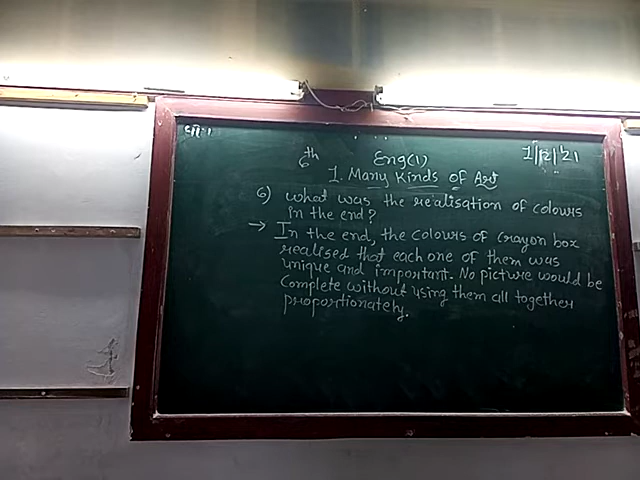 6th Eng(1) 1/12/21
1. Many Kinds of Art
6) what was the realisation of colours
in the end?
→ In the end, the colours of crayon box
realised that each one of them was
unique and important. No picture would be
complete without using them all together
proportionately.